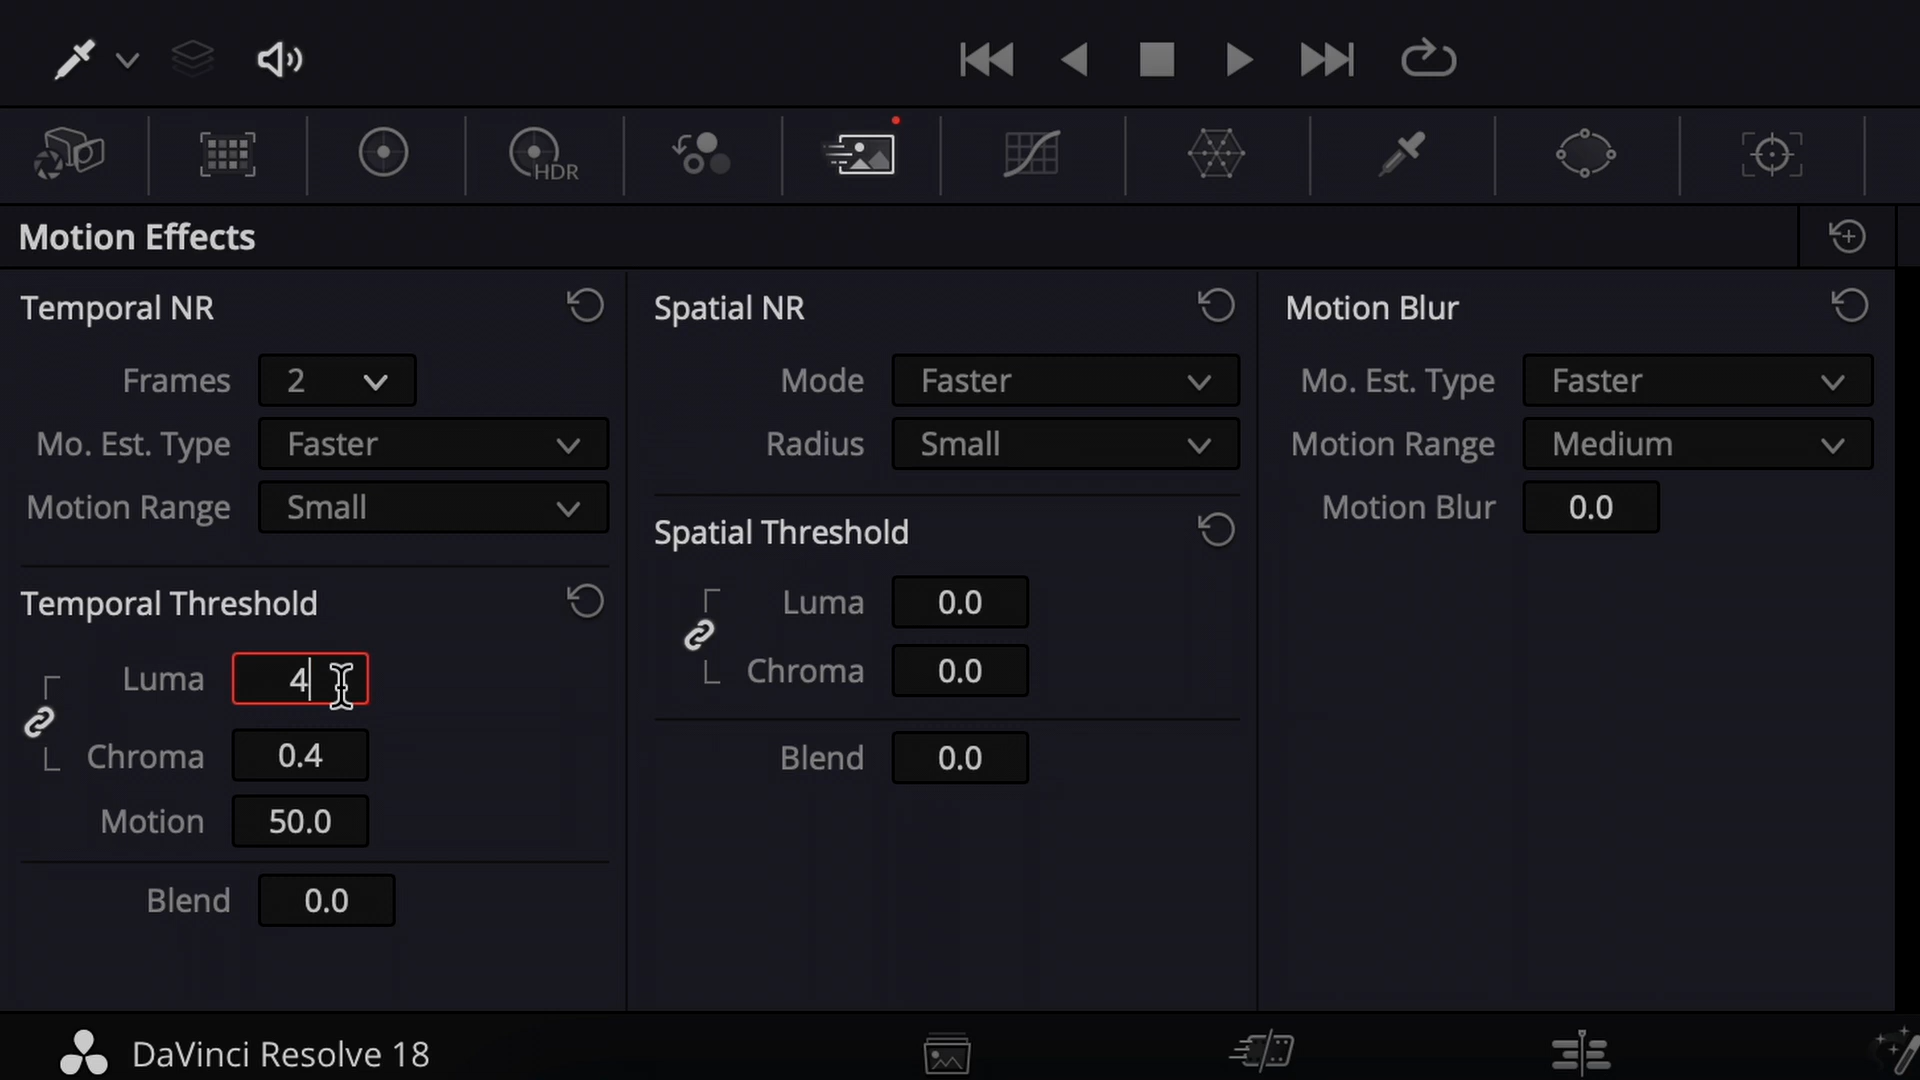 HDR
Motion Effects
Temporal NR
Frames 2
Mo. Est. Type Faster
Motion Range Small
Temporal Threshold
Luma 4
Chroma 0.4
Motion 50.0
Blend 0.0
Spatial NR
Mode Faster
Radius Small
Spatial Threshold
Luma 0.0
Chroma 0.0
Blend 0.0
Motion Blur
Mo. Est. Type Faster
Motion Range Medium
Motion Blur 0.0
DaVinci Resolve 18